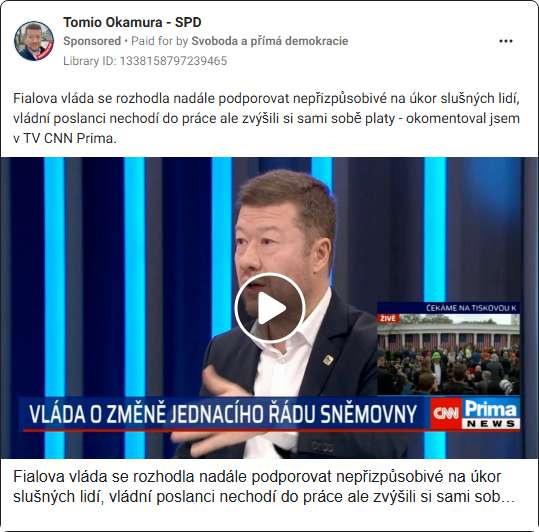 Tomio Okamura - SPD
Sponsored • Paid for by Svoboda a přímá demokracie
Library ID: 1338158797239465
Fialova vláda se rozhodla nadále podporovat nepřizpůsobivé na úkor slušných lidí,
vládní poslanci nechodí do práce ale zvýšili si sami sobě platy - okomentoval jsem
v TV CNN Prima.
ČEKÁME NA TISKOVOU K
ŽIVĚ
VLÁDA O ZMĚNĚ JEDNACÍHO ŘÁDU SNĚMOVNY
CNN Prima
NEWS
Fialova vláda se rozhodla nadále podporovat nepřizpůsobivé na úkor
slušných lidí, vládní poslanci nechodí do práce ale zvýšili si sami sob…